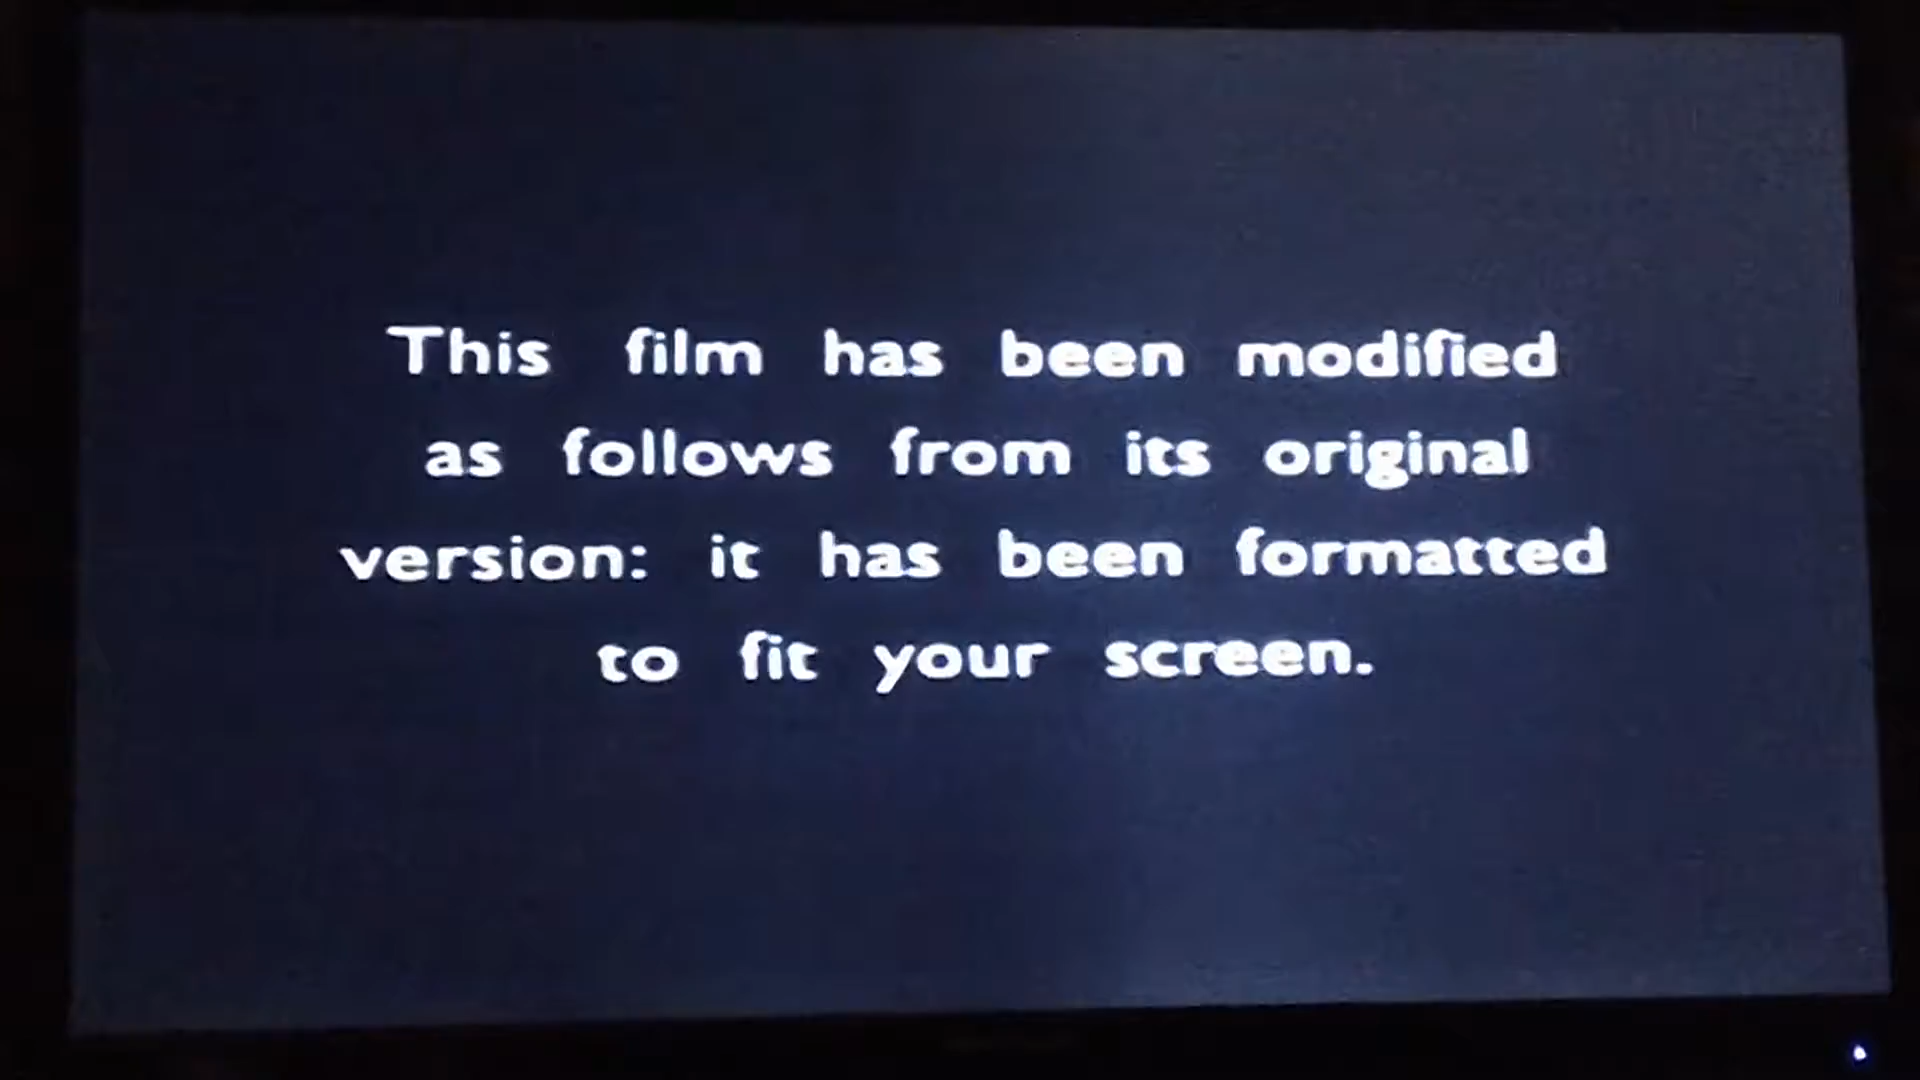 This film has been modified
as follows from its original
version: it has been formatted
to fit your screen.